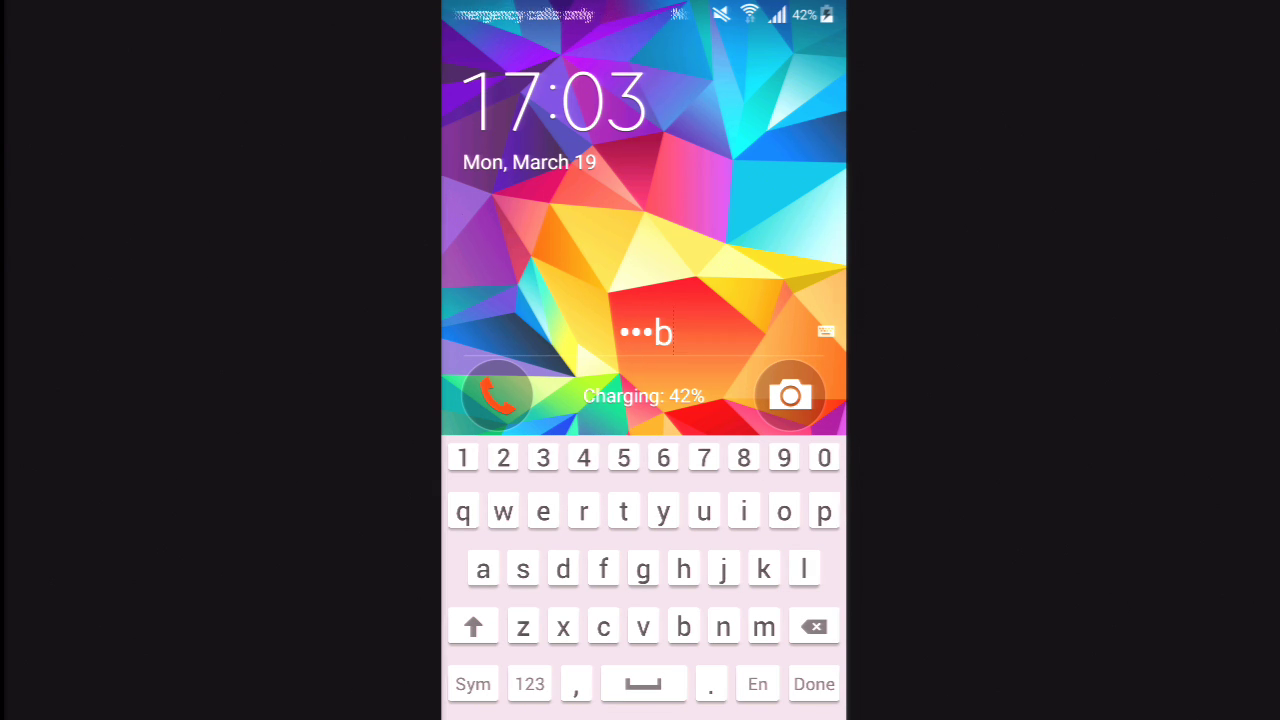 mergency calls only 42%
17:03
Mon, March 19
•••b
Charging: 42%
1 2 3 4 5 6 7 8 9 0
q w e r t y u i o p
a s d f g h j k l
z x c v b n m
Sym 123 , . En Done